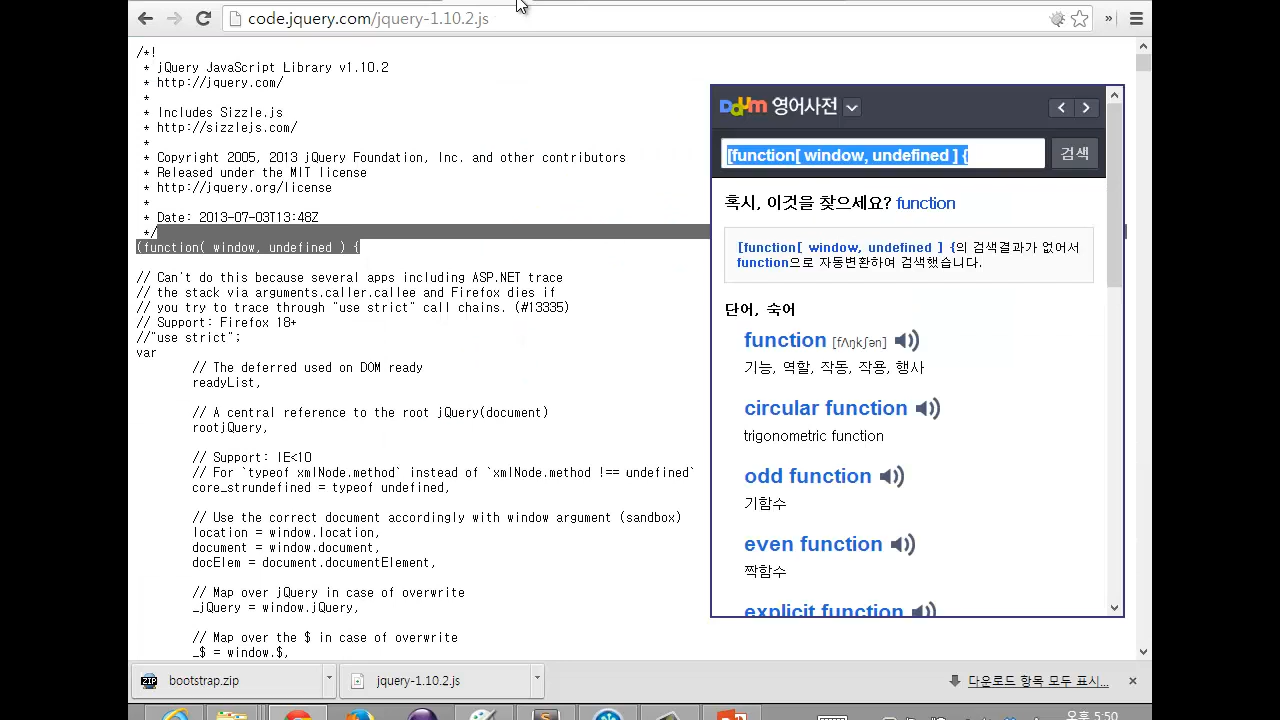 code.jquery.com/jquery-1.10.2.js
»
/*!
* jQuery JavaScript Library v1.10.2
* http://jquery.com/
*
* Includes Sizzle.js
* http://sizzlejs.com/
*
* Copyright 2005, 2013 jQuery Foundation, Inc. and other contributors
* Released under the MIT license
* http://jquery.org/license
*
* Date: 2013-07-03T13:48Z
*/
(function( window, undefined ) {
// Can't do this because several apps including ASP.NET trace
// the stack via arguments.caller.callee and Firefox dies if
// you try to trace through "use strict" call chains. (#13335)
// Support: Firefox 18+
//"use strict";
var
// The deferred used on DOM ready
readyList,
// A central reference to the root jQuery(document)
rootjQuery,
// Support: IE<10
// For `typeof xmlNode.method` instead of `xmlNode.method !== undefined`
core_strundefined = typeof undefined,
// Use the correct document accordingly with window argument (sandbox)
location = window.location,
document = window.document,
docElem = document.documentElement,
// Map over jQuery in case of overwrite
_jQuery = window.jQuery,
// Map over the $ in case of overwrite
_$ = window.$,
Daum 영어사전
[function[ window, undefined ] {
검색
혹시, 이것을 찾으세요? function
[function[ window, undefined ] {의 검색결과가 없어서
function으로 자동변환하여 검색했습니다.
단어, 숙어
function [fʌŋkʃən]
기능, 역할, 작동, 작용, 행사
circular function
trigonometric function
odd function
기함수
even function
짝함수
explicit function
bootstrap.zip
jquery-1.10.2.js
다운로드 항목 모두 표시...
오후 5:50